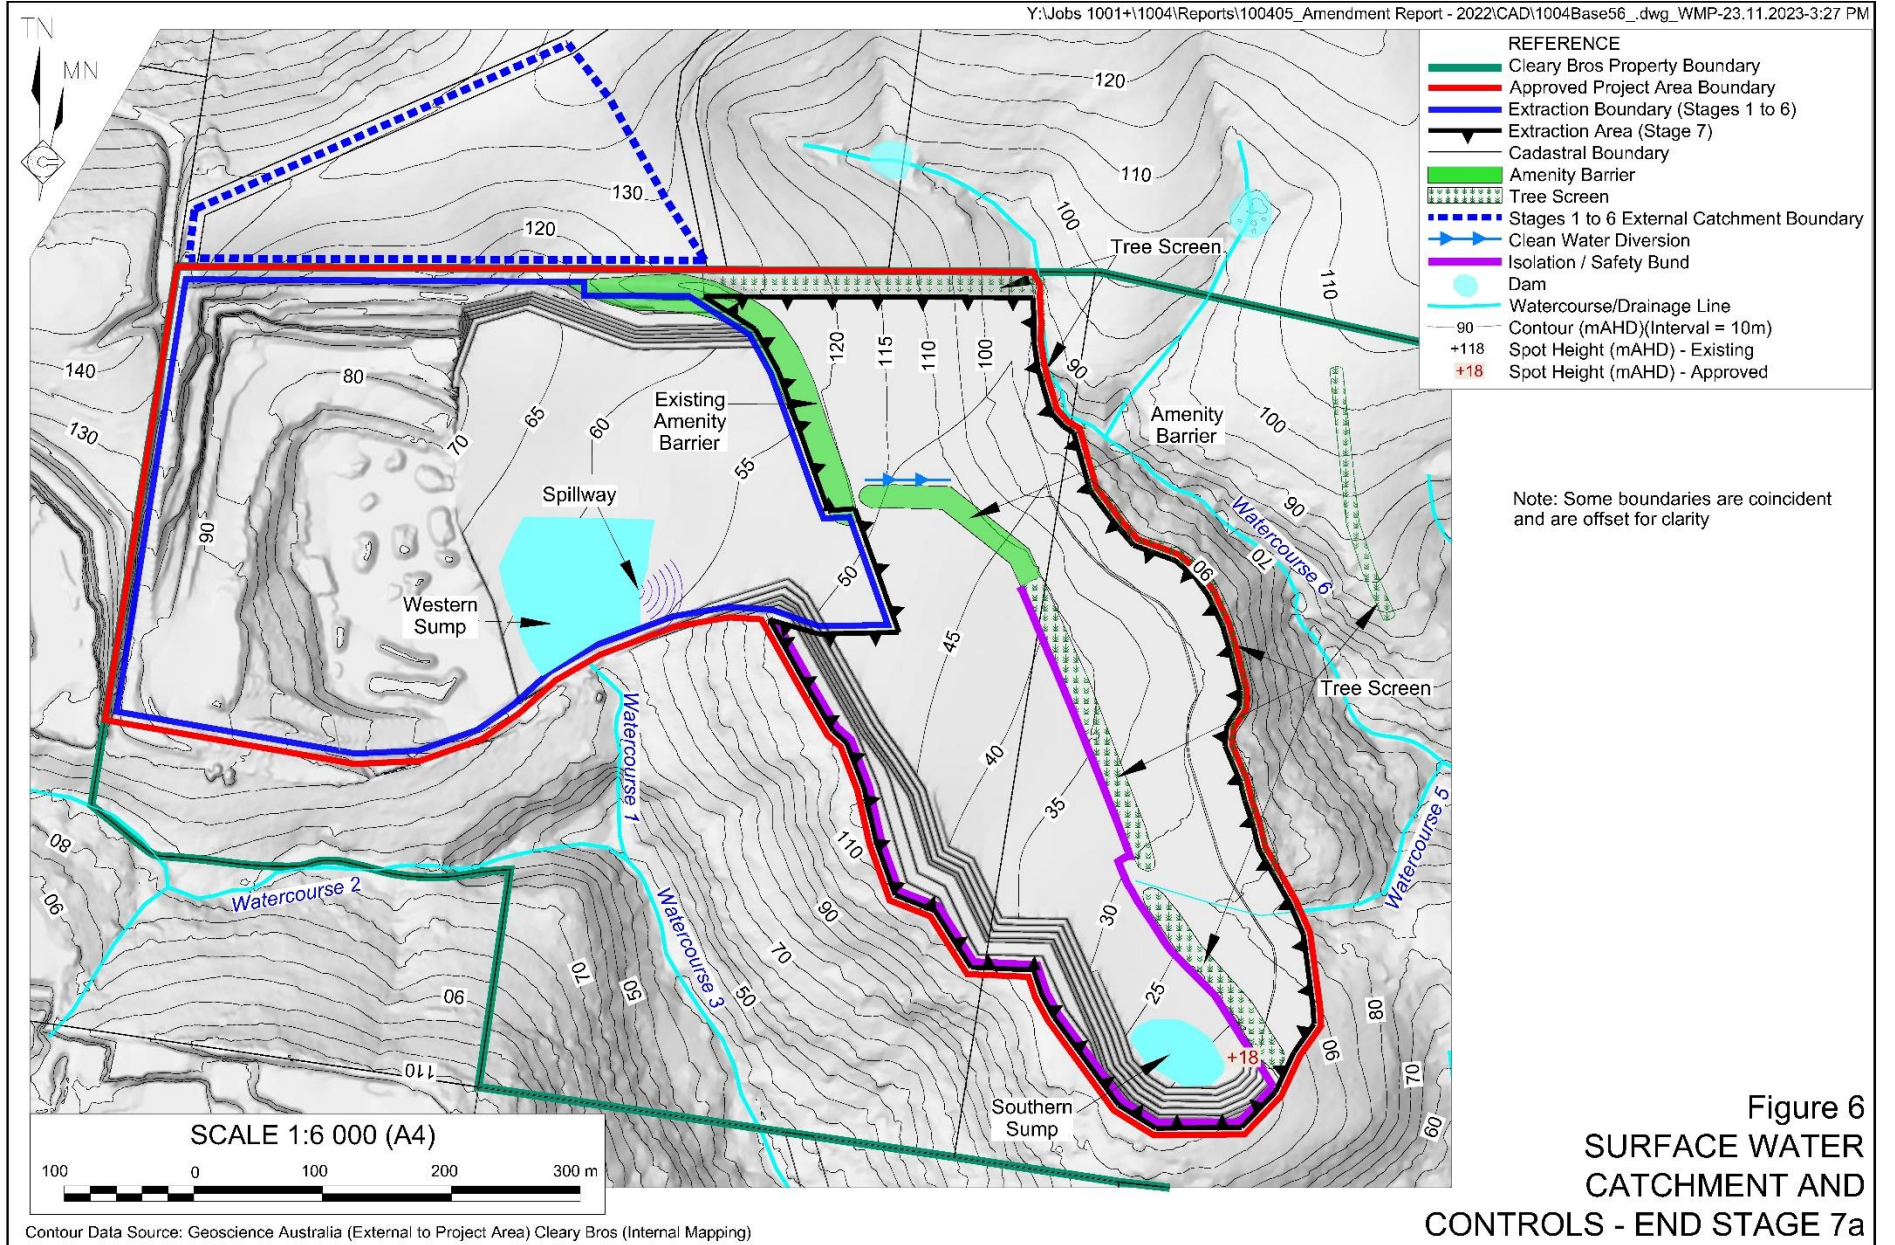 Y:\Jobs 1001+\1004\Reports\100405_Amendment Report - 2022\CAD\1004Base56_.dwg_WMP-23.11.2023-3:27 PM
TN
MN
REFERENCE
Cleary Bros Property Boundary
Approved Project Area Boundary
Extraction Boundary (Stages 1 to 6)
Extraction Area (Stage 7)
Cadastral Boundary
Amenity Barrier
Tree Screen
Stages 1 to 6 External Catchment Boundary
Clean Water Diversion
Isolation / Safety Bund
Dam
Watercourse/Drainage Line
90 Contour (mAHD)(Interval = 10m)
+118 Spot Height (mAHD) - Existing
+18 Spot Height (mAHD) - Approved
Note: Some boundaries are coincident
and are offset for clarity
120
130
110
120
100
110
Tree Screen
140
80
130
70
65
60
Existing
Amenity
Barrier
120
115
110
100
90
Amenity
Barrier
100
55
Spillway
90
90
Watercourse 6
70
90
50
Western
Sump
45
Tree Screen
Watercourse 1
40
35
110
80
90
Watercourse 2
Watercourse 3
90
70
50
70
50
90
110
30
25
Watercourse 5
+18
Southern
Sump
80
90
70
60
SCALE 1:6 000 (A4)
100 0 100 200 300 m
Contour Data Source: Geoscience Australia (External to Project Area) Cleary Bros (Internal Mapping)
Figure 6
SURFACE WATER
CATCHMENT AND
CONTROLS - END STAGE 7a